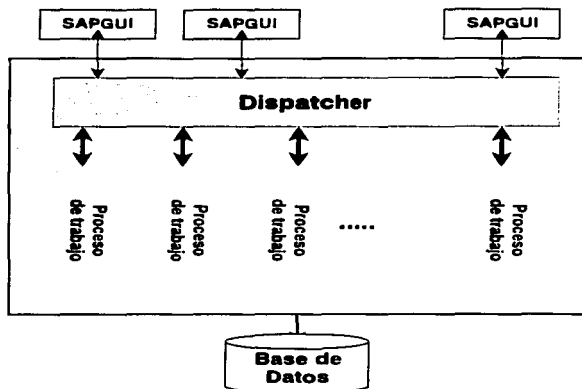 SAPGUI
SAPGUI
SAPGUI
Dispatcher
Proceso
de trabajo
Proceso
de trabajo
Proceso
de trabajo
.....
Proceso
de trabajo
Base de
Datos